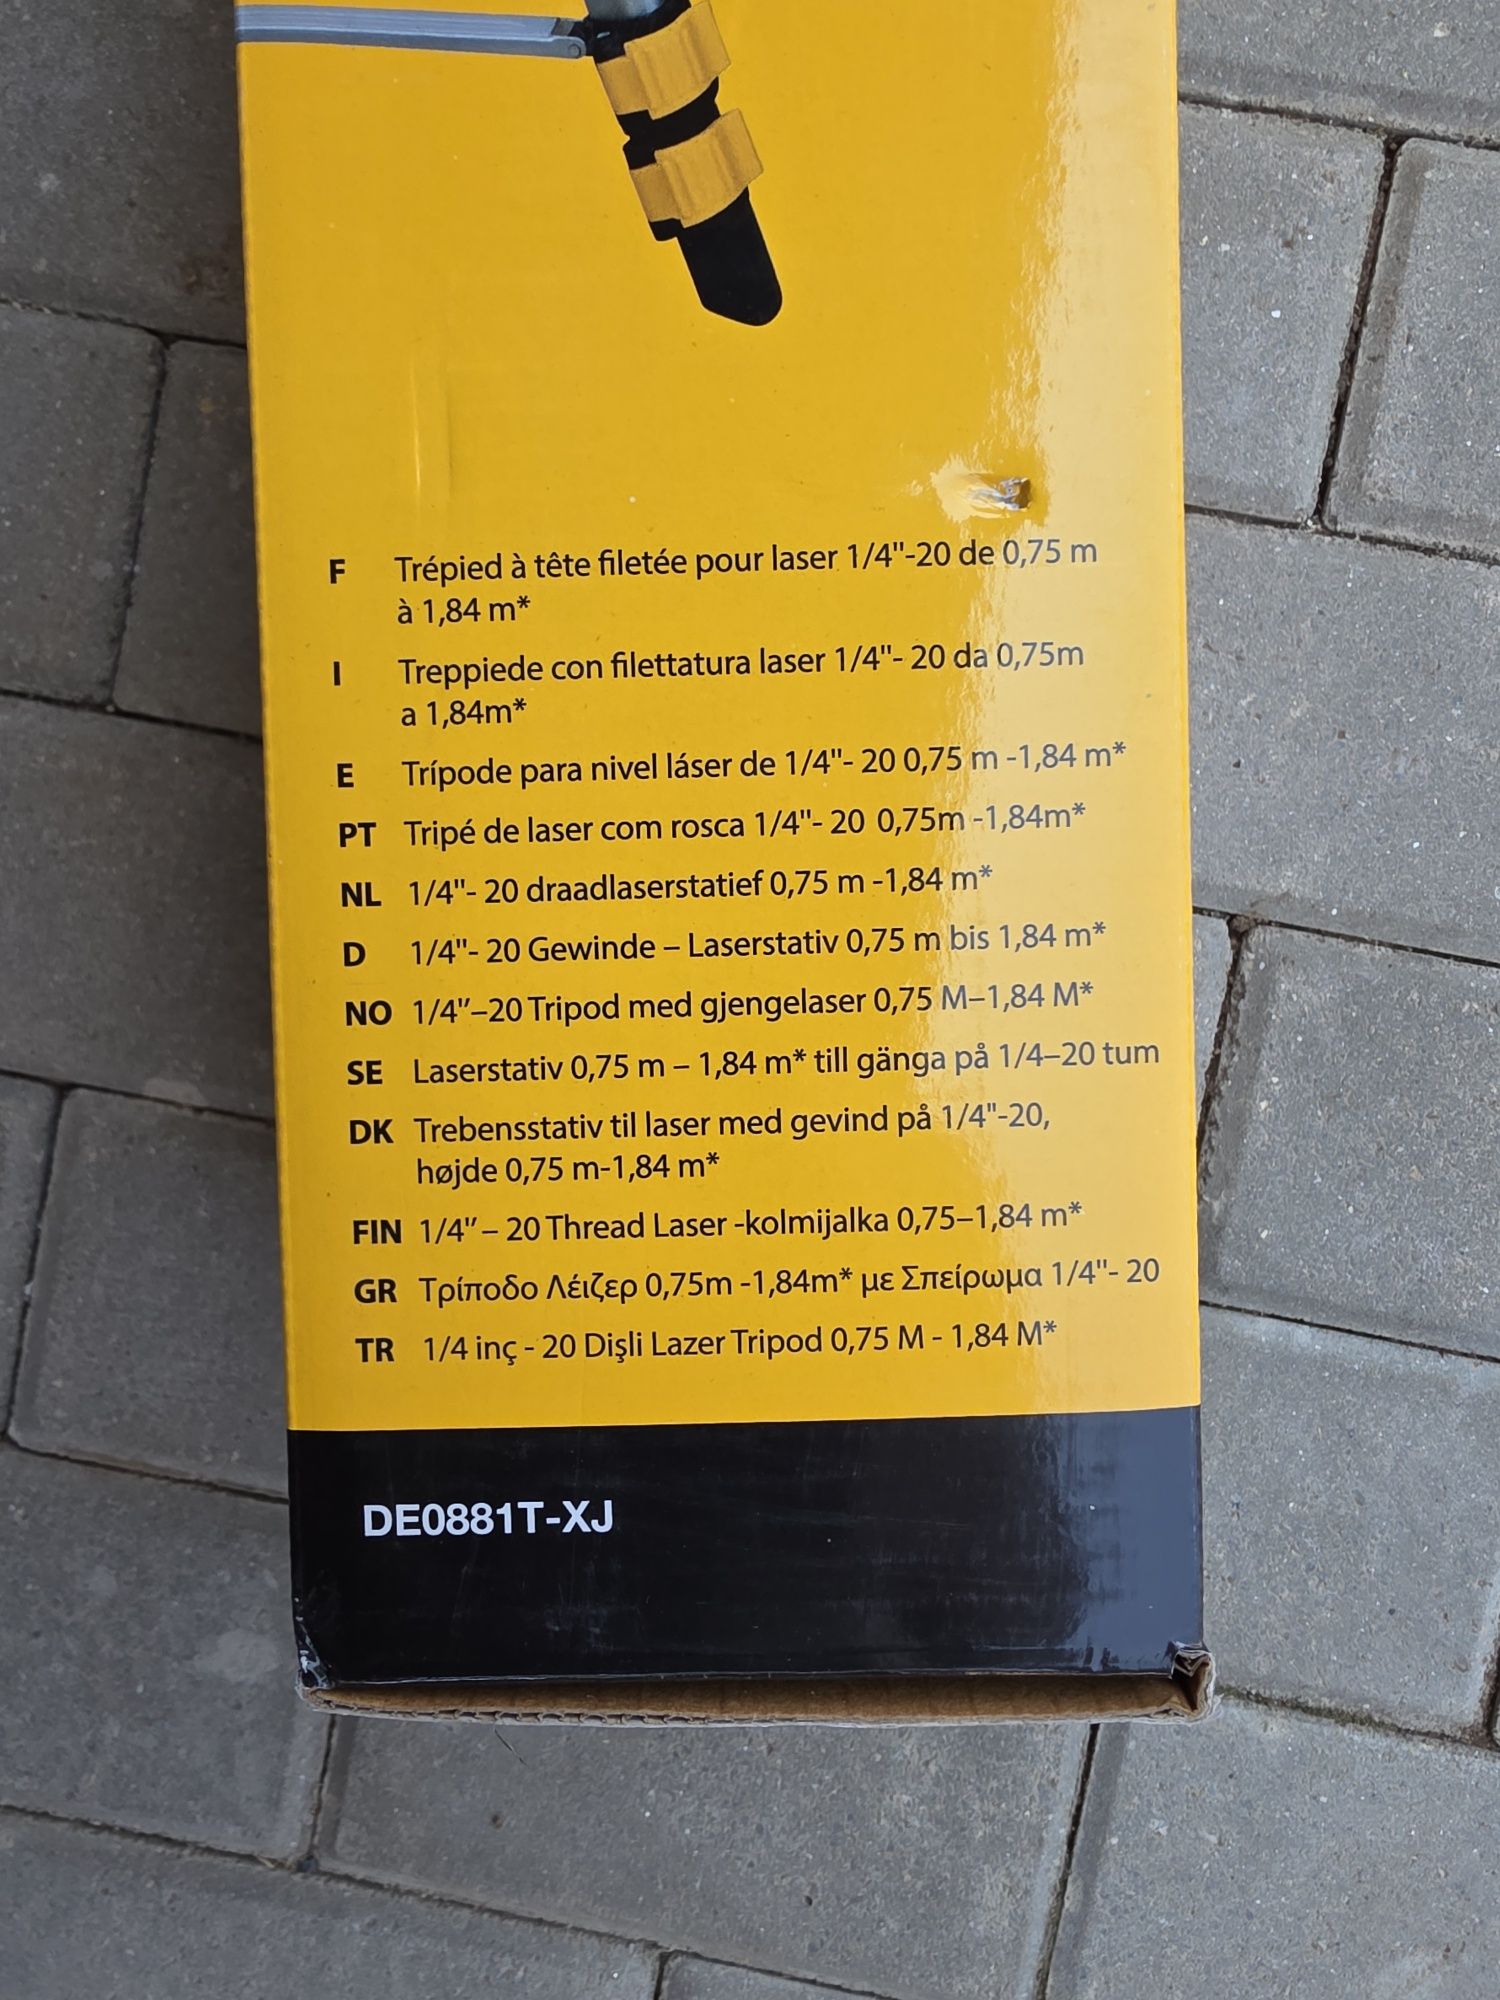 F Trépied à tête filetée pour laser 1/4"-20 de 0,75 m
à 1,84 m*
I Treppiede con filettatura laser 1/4"- 20 da 0,75m
a 1,84m*
E Trípode para nivel láser de 1/4"- 20 0,75 m -1,84 m*
PT Tripé de laser com rosca 1/4"- 20 0,75m -1,84m*
NL 1/4"- 20 draadlaserstatief 0,75 m -1,84 m*
D 1/4"- 20 Gewinde – Laserstativ 0,75 m bis 1,84 m*
NO 1/4"–20 Tripod med gjengelaser 0,75 M–1,84 M*
SE Laserstativ 0,75 m – 1,84 m* till gänga på 1/4–20 tum
DK Trebensstativ til laser med gevind på 1/4"-20,
højde 0,75 m-1,84 m*
FIN 1/4" – 20 Thread Laser -kolmijalka 0,75–1,84 m*
GR Τρίποδο Λέιζερ 0,75m -1,84m* με Σπείρωμα 1/4"- 20
TR 1/4 inç - 20 Dişli Lazer Tripod 0,75 M - 1,84 M*
DE0881T-XJ